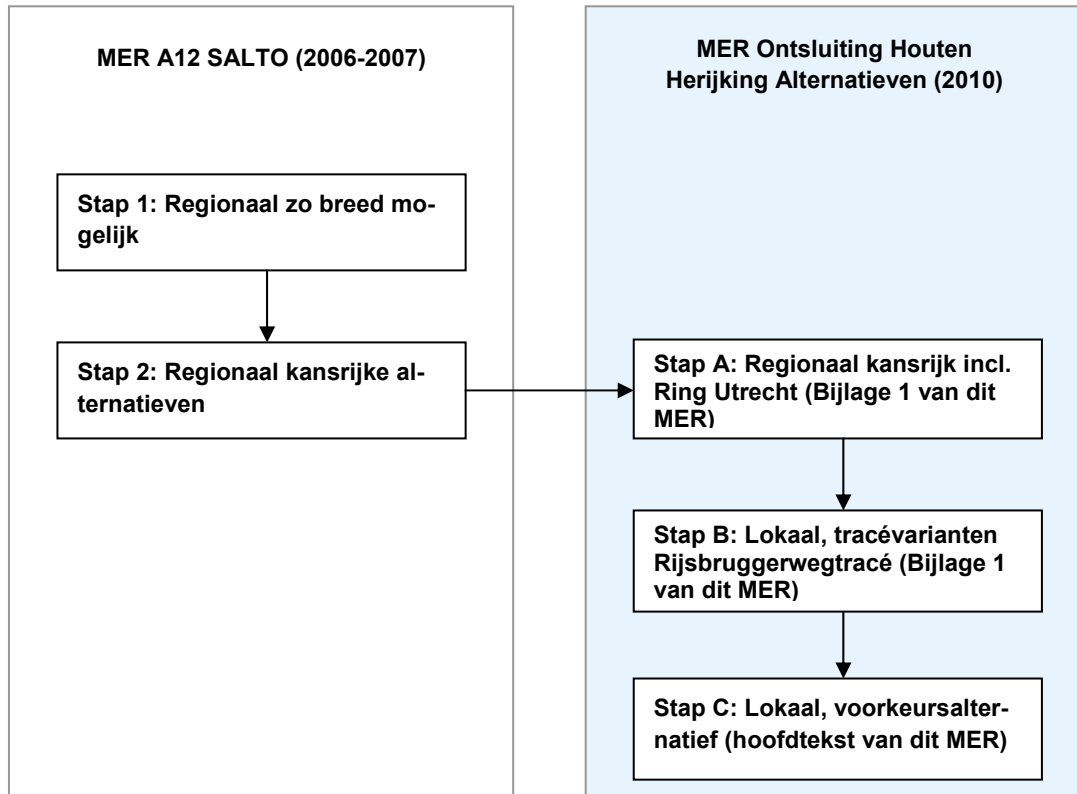 MER A12 SALTO (2006-2007)
Stap 1: Regionaal zo breed mo-
gelijk
Stap 2: Regionaal kansrijke al-
ternatieven
MER Ontsluiting Houten
Herijking Alternatieven (2010)
Stap A: Regionaal kansrijk incl.
Ring Utrecht (Bijlage 1 van dit
MER)
Stap B: Lokaal, tracévarianten
Rijsbruggerwegtracé (Bijlage 1
van dit MER)
Stap C: Lokaal, voorkeursalter-
natief (hoofdtekst van dit MER)